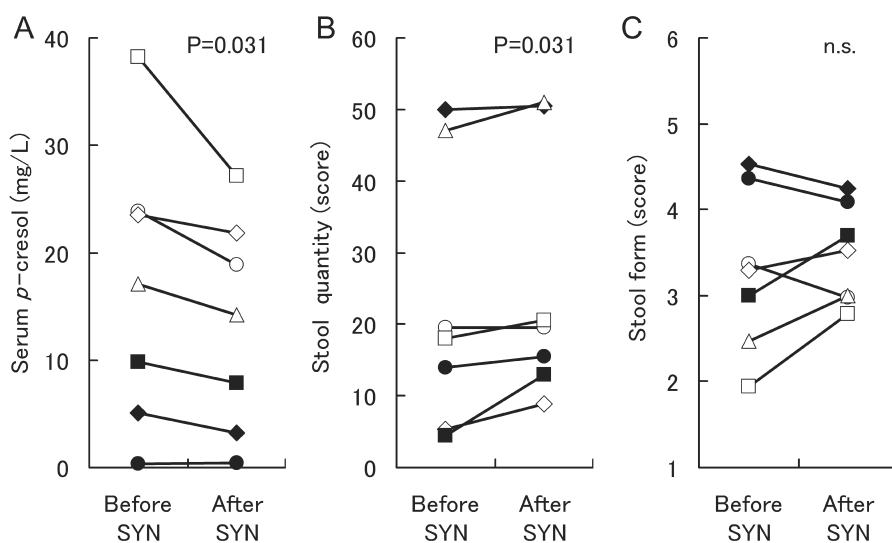 A
Serum p-cresol (mg/L)
40
30
20
10
0
P=0.031
Before
SYN
After
SYN
B
Stool quantity (score)
60
50
40
30
20
10
0
P=0.031
Before
SYN
After
SYN
C
Stool form (score)
6
5
4
3
2
1
n.s.
Before
SYN
After
SYN